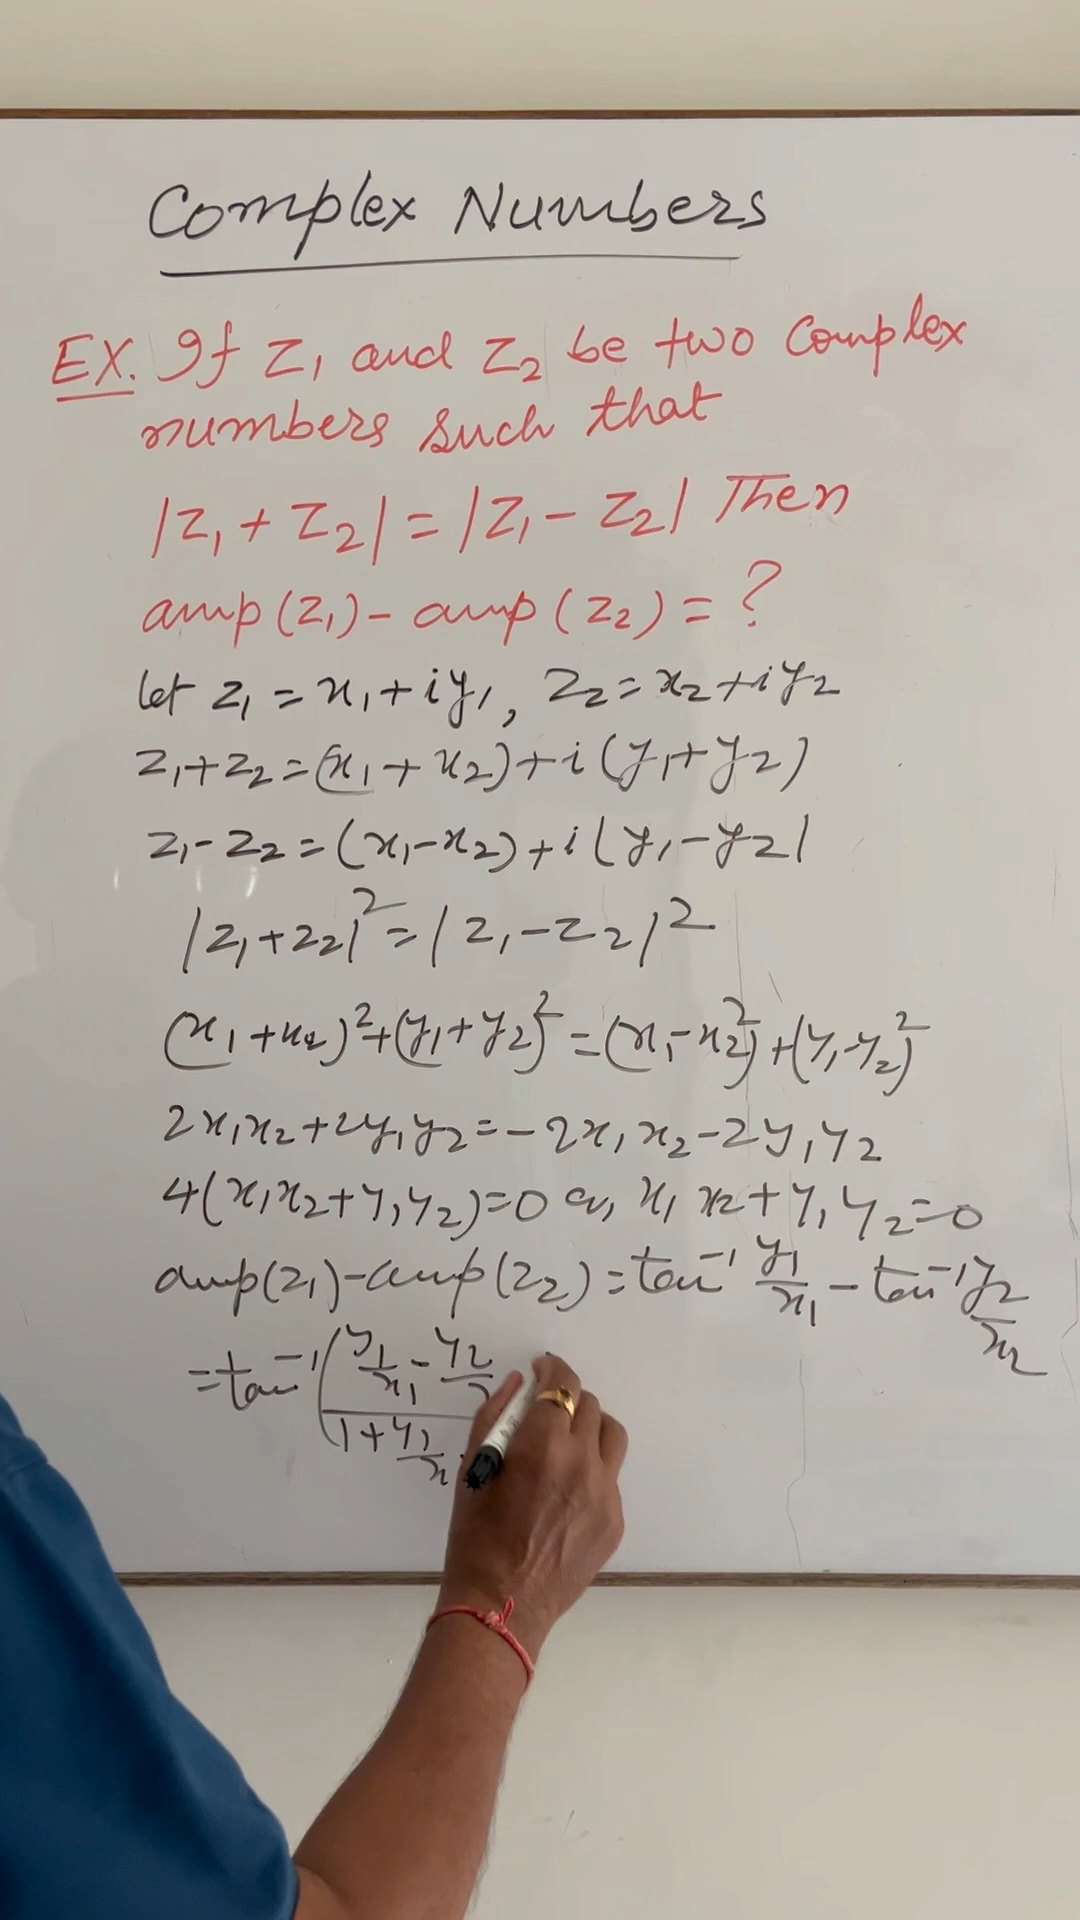 Complex Numbers
EX. If z₁ and z₂ be two complex
numbers such that
|z₁ + z₂| = |z₁ - z₂| Then
amp(z₁) - amp(z₂) = ?
let z₁ = x₁ + iy₁, z₂ = x₂ + iy₂
z₁ + z₂ = (x₁ + x₂) + i(y₁ + y₂)
z₁ - z₂ = (x₁ - x₂) + i(y₁ - y₂)
|z₁ + z₂|² = |z₁ - z₂|²
(x₁ + x₂)² + (y₁ + y₂)² = (x₁ - x₂)² + (y₁ - y₂)²
2x₁x₂ + 2y₁y₂ = -2x₁x₂ - 2y₁y₂
4(x₁x₂ + y₁y₂) = 0 or, x₁x₂ + y₁y₂ = 0
amp(z₁) - amp(z₂) = tan⁻¹ y₁/x₁ - tan⁻¹ y₂/x₂
= tan⁻¹ ( y₁/x₁ - y₂/ / 1 + y₁/x